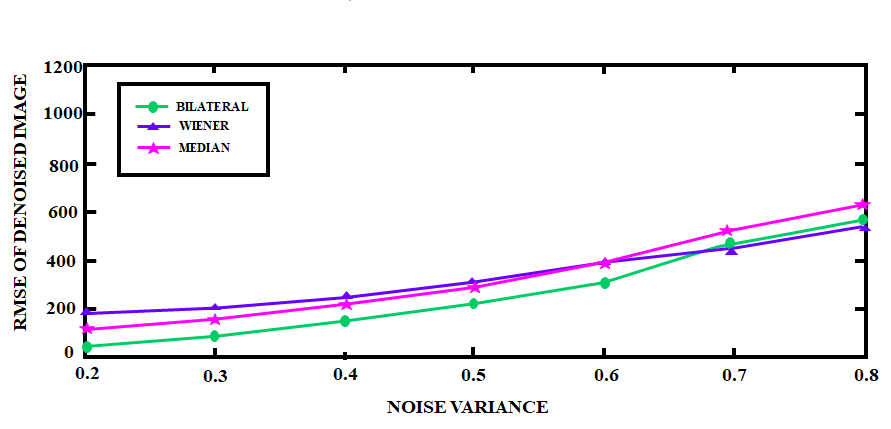 1200
1000
800
600
400
200
0
RMSE OF DENOISED IMAGE
BILATERAL
WIENER
MEDIAN
0.2 0.3 0.4 0.5 0.6 0.7 0.8
NOISE VARIANCE